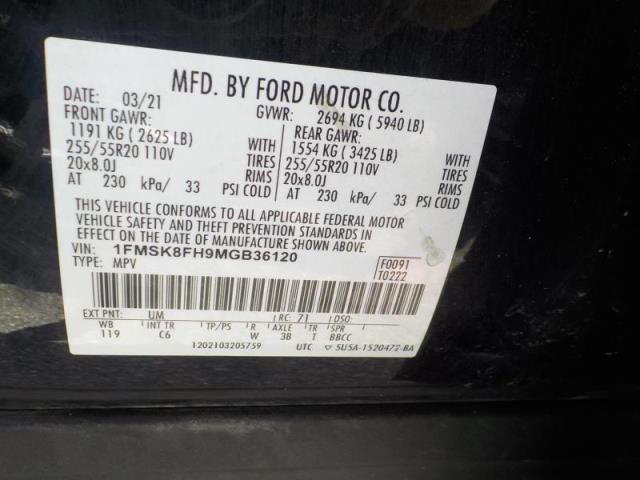 MFD. BY FORD MOTOR CO.
DATE: 03/21 GVWR: 2694 KG ( 5940 LB)
FRONT GAWR: REAR GAWR:
1191 KG ( 2625 LB) WITH 1554 KG ( 3425 LB) WITH
255/55R20 110V TIRES 255/55R20 110V TIRES
20x8.0J RIMS 20x8.0J RIMS
AT 230 kPa/ 33 PSI COLD AT 230 kPa/ 33 PSI COLD
THIS VEHICLE CONFORMS TO ALL APPLICABLE FEDERAL MOTOR
VEHICLE SAFETY AND THEFT PREVENTION STANDARDS IN
EFFECT ON THE DATE OF MANUFACTURE SHOWN ABOVE.
VIN: 1FMSK8FH9MGB36120 F0091
TYPE: MPV T0222
EXT PNT: UM RC: 71 DSO:
WB INT TR TP/PS R AXLE TR SPR
119 C6 W 3B T BBCC
1202103205759 UTC ▽ 5U5A-1520472-BA